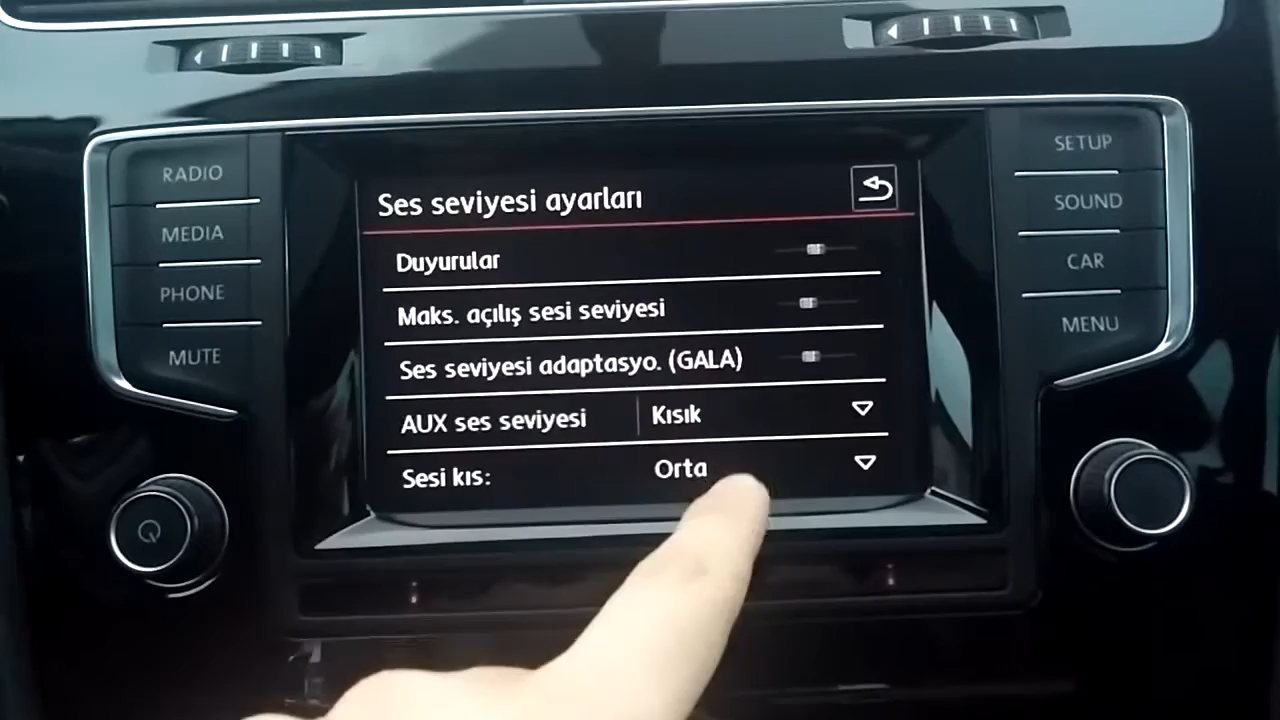 RADIO
MEDIA
PHONE
MUTE
Ses seviyesi ayarları
Duyurular
Maks. açılış sesi seviyesi
Ses seviyesi adaptasyo. (GALA)
AUX ses seviyesi Kısık
Sesi kıs: Orta
SETUP
SOUND
CAR
MENU